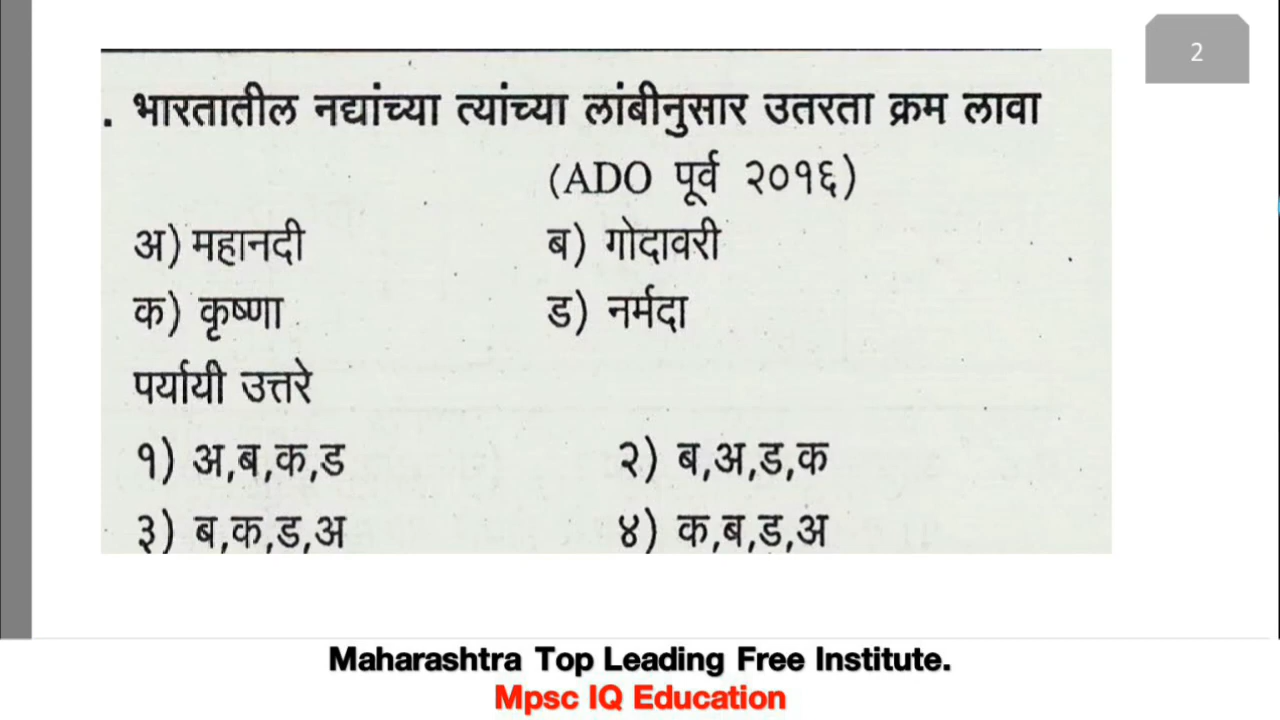 2
. भारतातील नद्यांच्या त्यांच्या लांबीनुसार उतरता क्रम लावा
(ADO पूर्व २०१६)
अ) महानदी ब) गोदावरी
क) कृष्णा ड) नर्मदा
पर्यायी उत्तरे
१) अ,ब,क,ड २) ब,अ,ड,क
३) ब,क,ड,अ ४) क,ब,ड,अ
Maharashtra Top Leading Free Institute.
Mpsc IQ Education